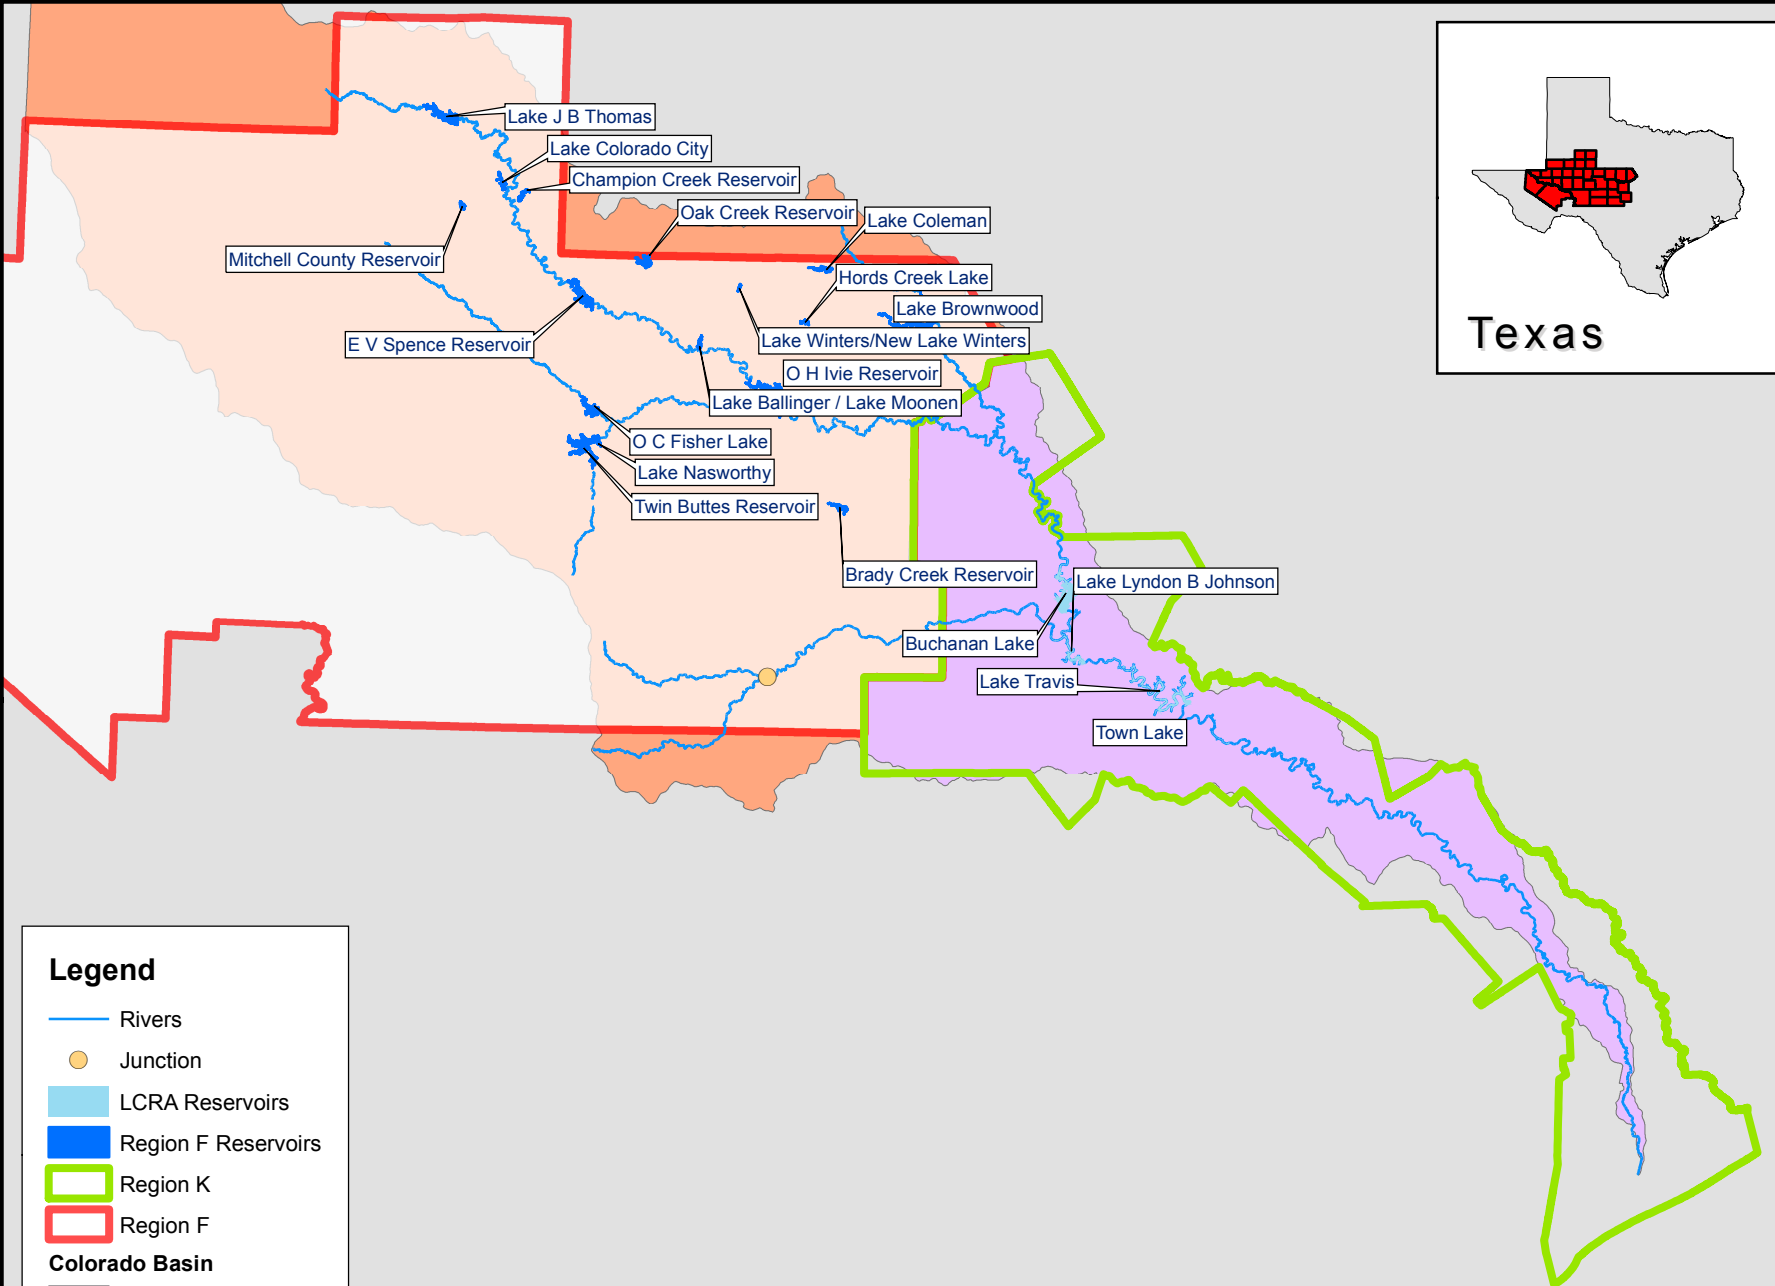 Lake J B Thomas
Lake Colorado City
Champion Creek Reservoir
Oak Creek Reservoir
Lake Coleman
Mitchell County Reservoir
Hords Creek Lake
Lake Brownwood
E V Spence Reservoir
Lake Winters/New Lake Winters
O H Ivie Reservoir
Lake Ballinger / Lake Moonen
O C Fisher Lake
Lake Nasworthy
Twin Buttes Reservoir
Brady Creek Reservoir
Lake Lyndon B Johnson
Buchanan Lake
Lake Travis
Town Lake
Texas
Legend
Rivers
Junction
LCRA Reservoirs
Region F Reservoirs
Region K
Region F
Colorado Basin